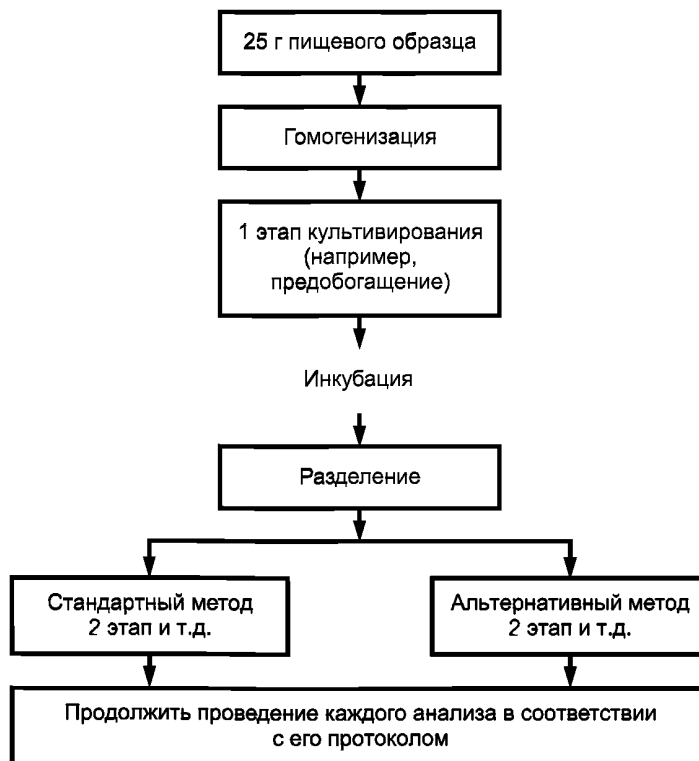 25 г пищевого образца
Гомогенизация
1 этап культивирования
(например,
предобогащение)
Инкубация
Разделение
Стандартный метод
2 этап и т.д.
Альтернативный метод
2 этап и т.д.
Продолжить проведение каждого анализа в соответствии
с его протоколом